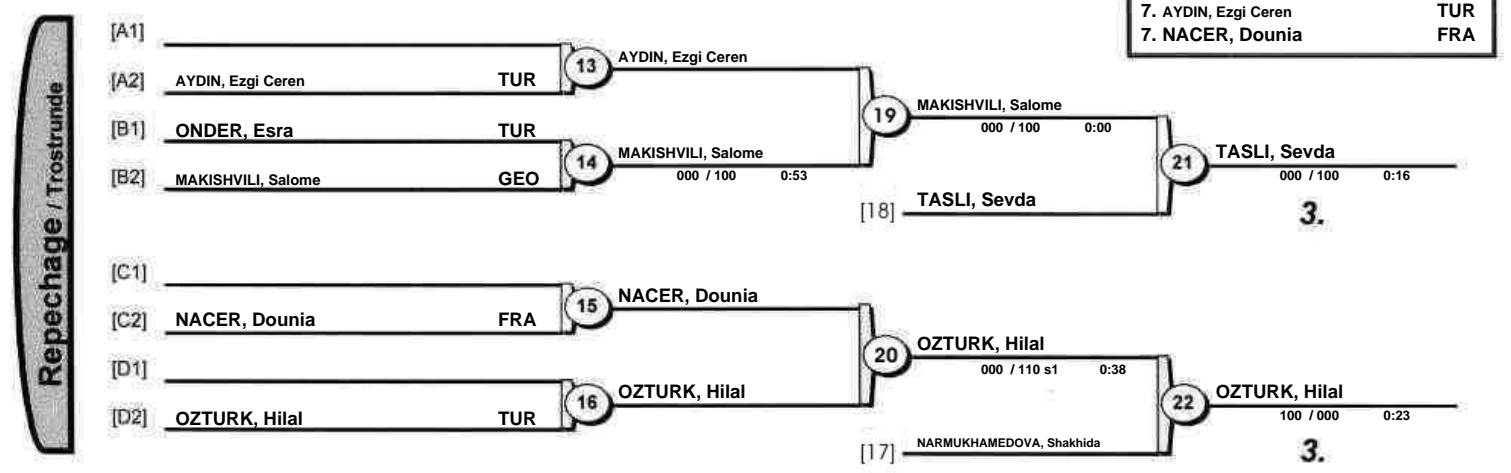 7. AYDIN, Ezgi Ceren TUR
7. NACER, Dounia FRA
Repechage / Trostrunde
[A1]
13 AYDIN, Ezgi Ceren
[A2] AYDIN, Ezgi Ceren TUR
19 MAKISHVILI, Salome
000 / 100 0:00
[B1] ONDER, Esra TUR
14 MAKISHVILI, Salome
000 / 100 0:53
21 TASLI, Sevda
000 / 100 0:16
[B2] MAKISHVILI, Salome GEO
[18] TASLI, Sevda
3.
[C1]
15 NACER, Dounia
[C2] NACER, Dounia FRA
20 OZTURK, Hilal
000 / 110 s1 0:38
[D1]
16 OZTURK, Hilal
22 OZTURK, Hilal
100 / 000 0:23
[D2] OZTURK, Hilal TUR
[17] NARMUKHAMEDOVA, Shakhida
3.